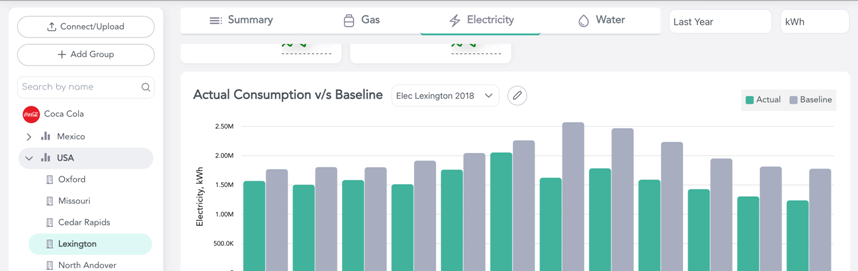 Connect/Upload
Add Group
Search by name
Coca Cola
Mexico
USA
Oxford
Missouri
Cedar Rapids
Lexington
North Andover
Summary
Gas
Electricity
Water
Last Year
kWh
Actual Consumption v/s Baseline
Elec Lexington 2018
Actual
Baseline
Electricity, kWh
2.50M
2.00M
1.50M
1.00M
500.0K